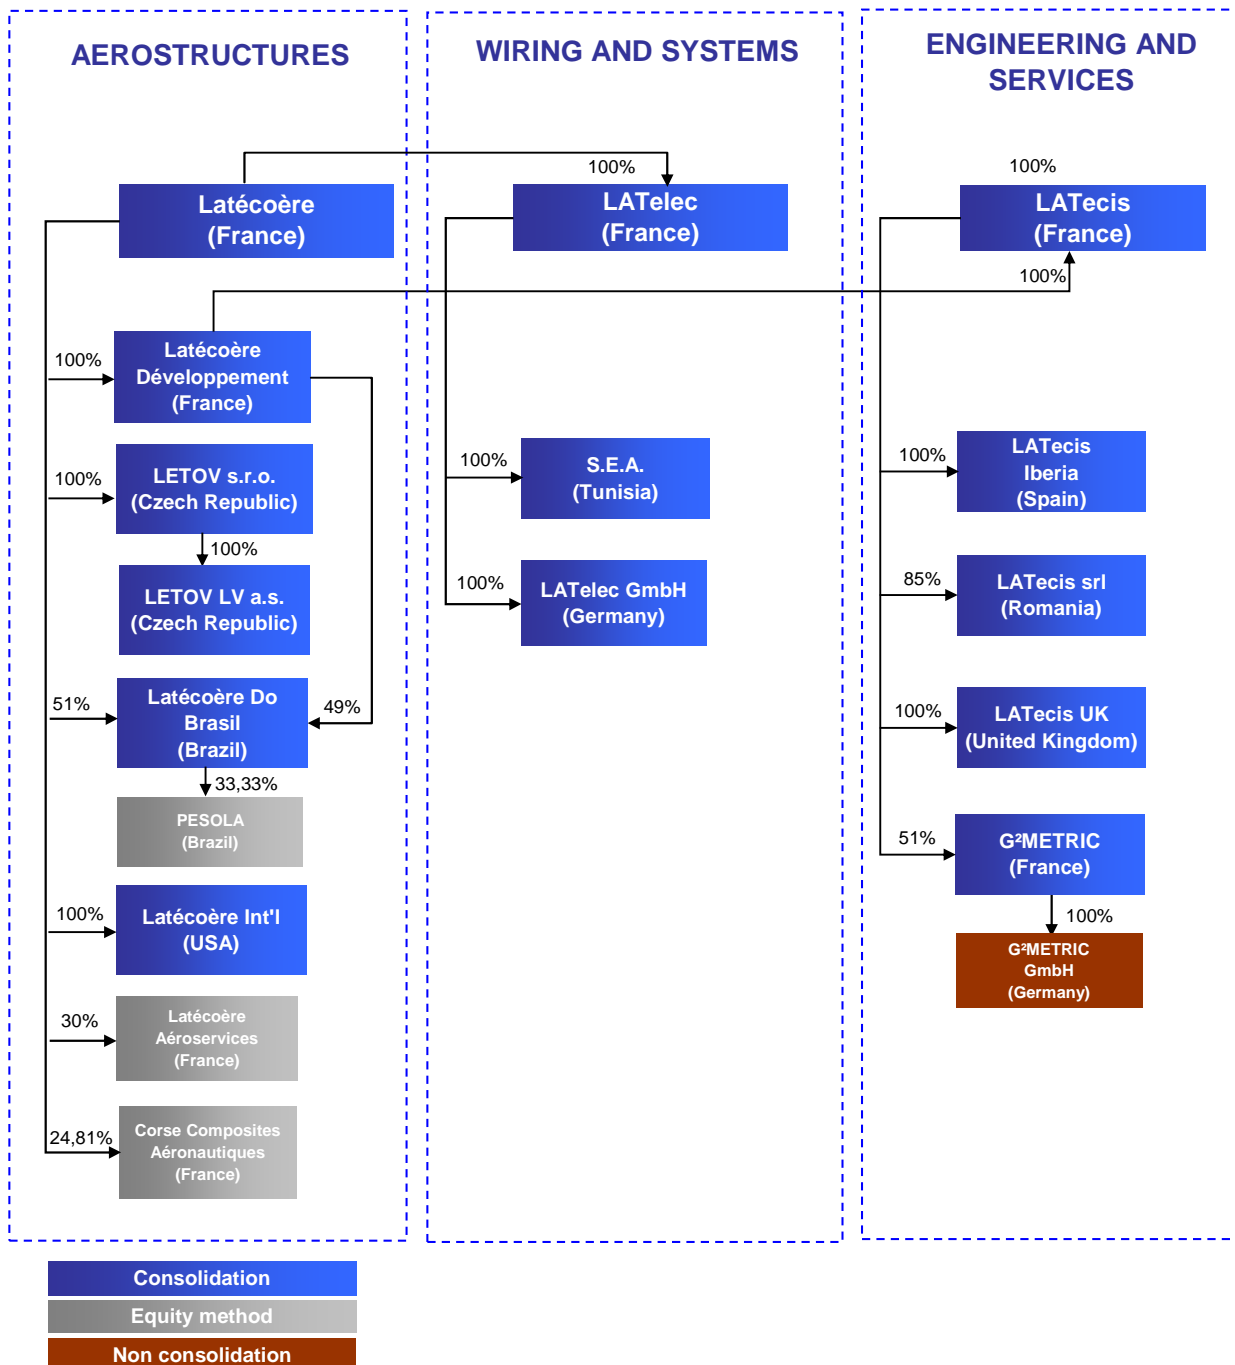 AEROSTRUCTURES
100%
Latécoère
(France)
100%
Latécoère
Développement
(France)
100%
LETOV s.r.o.
(Czech Republic)
100%
LETOV LV a.s.
(Czech Republic)
51%
Latécoère Do
Brasil
(Brazil)
49%
33,33%
PESOLA
(Brazil)
100%
Latécoère Int'l
(USA)
30%
Latécoère
Aéroservices
(France)
24,81%
Corse Composites
Aéronautiques
(France)
WIRING AND SYSTEMS
LATelec
(France)
100%
S.E.A.
(Tunisia)
100%
LATelec GmbH
(Germany)
ENGINEERING AND
SERVICES
100%
LATecis
(France)
100%
100%
LATecis
Iberia
(Spain)
85%
LATecis srl
(Romania)
100%
LATecis UK
(United Kingdom)
51%
G²METRIC
(France)
100%
G²METRIC
GmbH
(Germany)
Consolidation
Equity method
Non consolidation